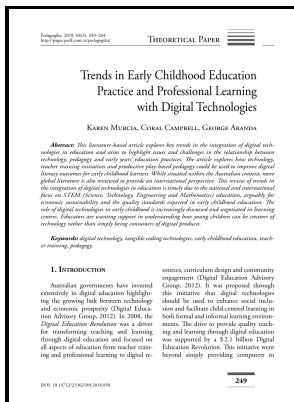 Pedagogika, 2018, 68(3), 249–264
http://pages.pedf.cuni.cz/pedagogika/
Theoretical Paper
Trends in Early Childhood Education
Practice and Professional Learning
with Digital Technologies
Karen Murcia, Coral Campbell, George Aranda
Abstract: This literature-based article explores key trends in the integration of digital tech-
nologies in education and aims to highlight issues and challenges in the relationship between
technology, pedagogy and early years' education practices. The article explores how technology,
teacher training initiatives and productive play-based pedagogy could be used to improve digital
literacy outcomes for early childhood learners. While situated within the Australian context, more
global literature is also reviewed to provide an international perspective. This review of trends in
the integration of digital technologies in education is timely due to the national and international
focus on STEM (Science, Technology, Engineering and Mathematics) education, arguably for
economic sustainability and the quality standards expected in early childhood education. The
role of digital technologies in early childhood is increasingly discussed and negotiated in learning
centres. Educators are wanting support in understanding how young children can be creators of
technology rather than simply being consumers of digital products.
Keywords: digital technology, tangible coding technologies, early childhood education, teach-
er training, pedagogy.
1. Introduction
Australian governments have invested
extensively in digital education highlight-
ing the growing link between technology
and economic prosperity (Digital Educa-
tion Advisory Group, 2012). In 2008, the
Digital Education Revolution was a driver
for transforming teaching and learning
through digital education and focused on
all aspects of education from teacher train-
ing and professional learning to digital re-
sources, curriculum design and community
engagement (Digital Education Advisory
Group, 2012). It was proposed through
this initiative that digital technologies
should be used to enhance social inclu-
sion and facilitate child-centered learning in
both formal and informal learning environ-
ments. The drive to provide quality teach-
ing and learning through digital education
was supported by a $ 2.1 billion Digital
Education Revolution. This initiative went
beyond simply providing computers to
DOI: 10.14712/23362189.2018.858
249